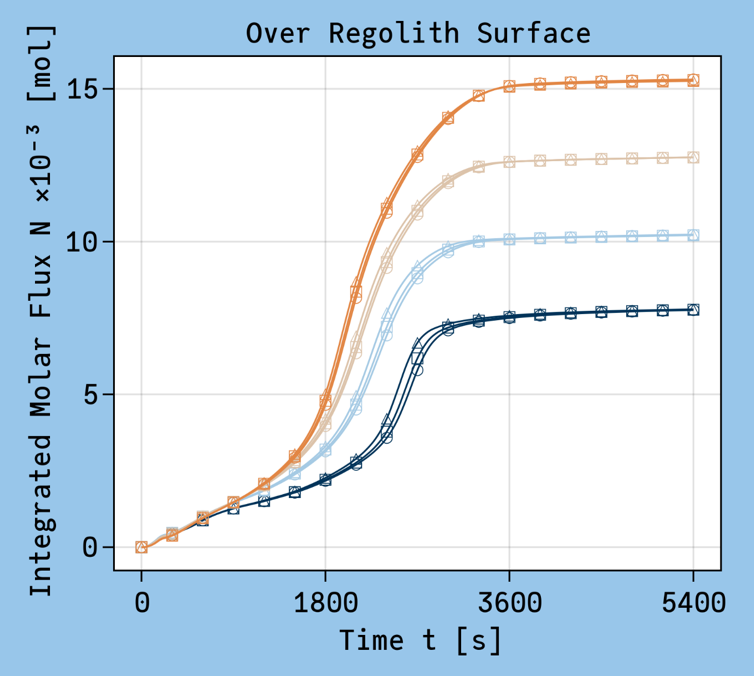 Over Regolith Surface
Integrated Molar Flux N ×10⁻³ [mol]
15
10
5
0
0 1800 3600 5400
Time t [s]